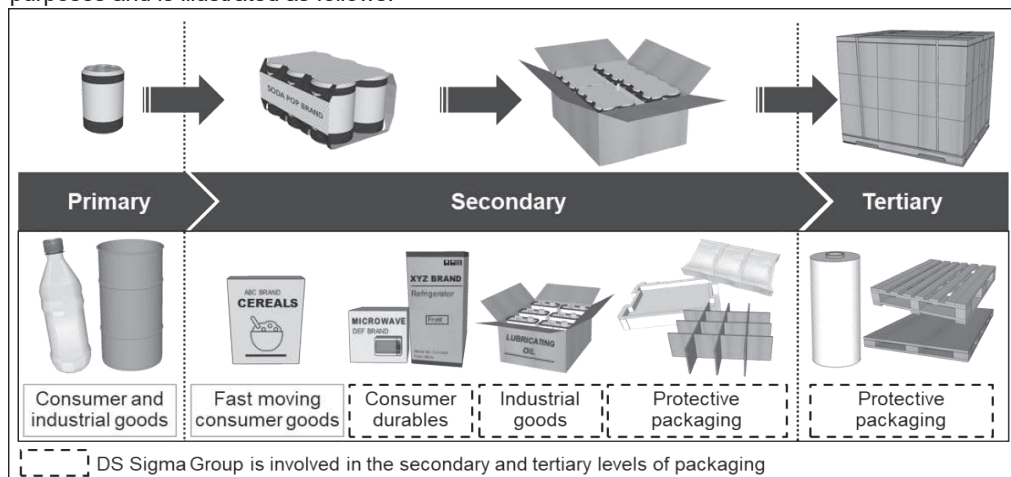 purposes and is illustrated as follows:
SODA POP BRAND
Primary
Secondary
Tertiary
ABC BRAND
CEREALS
MICROWAVE
DEF BRAND
XYZ BRAND
Refrigerator
LUBRICATING
OIL
Consumer and
industrial goods
Fast moving
consumer goods
Consumer
durables
Industrial
goods
Protective
packaging
Protective
packaging
DS Sigma Group is involved in the secondary and tertiary levels of packaging